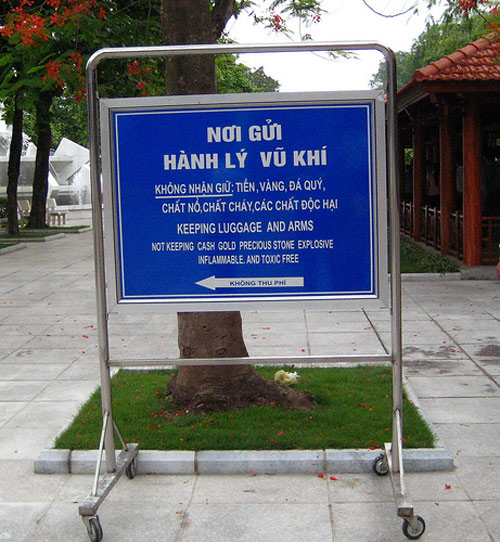 NƠI GỬI
HÀNH LÝ VŨ KHÍ
KHÔNG NHẬN GIỮ: TIỀN, VÀNG, ĐÁ QUÝ,
CHẤT NỔ, CHẤT CHÁY, CÁC CHẤT ĐỘC HẠI
KEEPING LUGGAGE AND ARMS
NOT KEEPING CASH GOLD PRECIOUS STONE EXPLOSIVE
INFLAMMABLE, AND TOXIC FREE
KHÔNG THU PHÍ